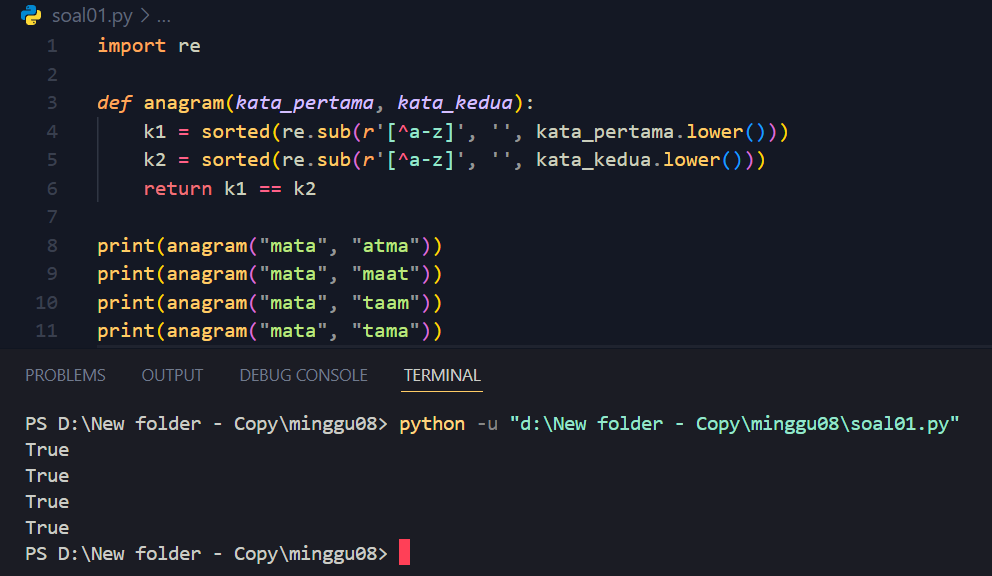 soal01.py > ...
1 import re
2
3 def anagram(kata_pertama, kata_kedua):
4     k1 = sorted(re.sub(r'[^a-z]', '', kata_pertama.lower()))
5     k2 = sorted(re.sub(r'[^a-z]', '', kata_kedua.lower()))
6     return k1 == k2
7
8 print(anagram("mata", "atma"))
9 print(anagram("mata", "maat"))
10 print(anagram("mata", "taam"))
11 print(anagram("mata", "tama"))
PROBLEMS OUTPUT DEBUG CONSOLE TERMINAL
PS D:\New folder - Copy\minggu08> python -u "d:\New folder - Copy\minggu08\soal01.py"
True
True
True
True
PS D:\New folder - Copy\minggu08>